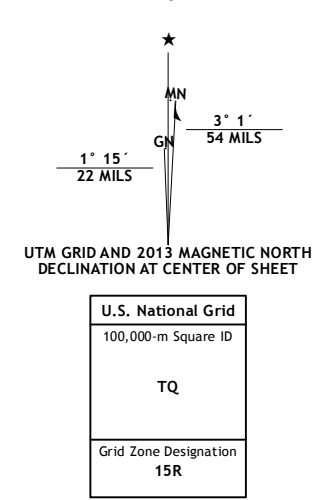 ★
MN
3° 1´
54 MILS
GN
1° 15´
22 MILS
UTM GRID AND 2013 MAGNETIC NORTH
DECLINATION AT CENTER OF SHEET
U.S. National Grid
100,000-m Square ID
TQ
Grid Zone Designation
15R